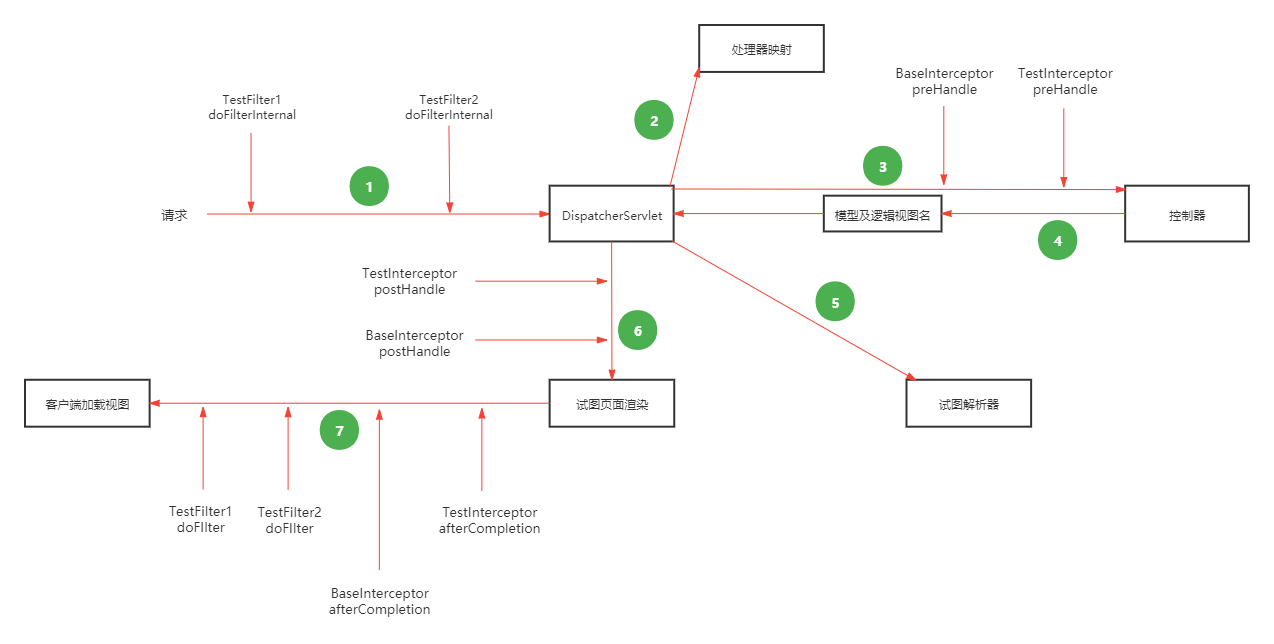 处理器映射
BaseInterceptor
preHandle
TestInterceptor
preHandle
TestFilter1
doFilterInternal
TestFilter2
doFilterInternal
2
3
1
请求
DispatcherServlet
模型及逻辑视图名
控制器
4
TestInterceptor
postHandle
5
6
BaseInterceptor
postHandle
客户端加载视图
试图页面渲染
试图解析器
7
TestFilter1
doFIlter
TestFilter2
doFIlter
TestInterceptor
afterCompletion
BaseInterceptor
afterCompletion